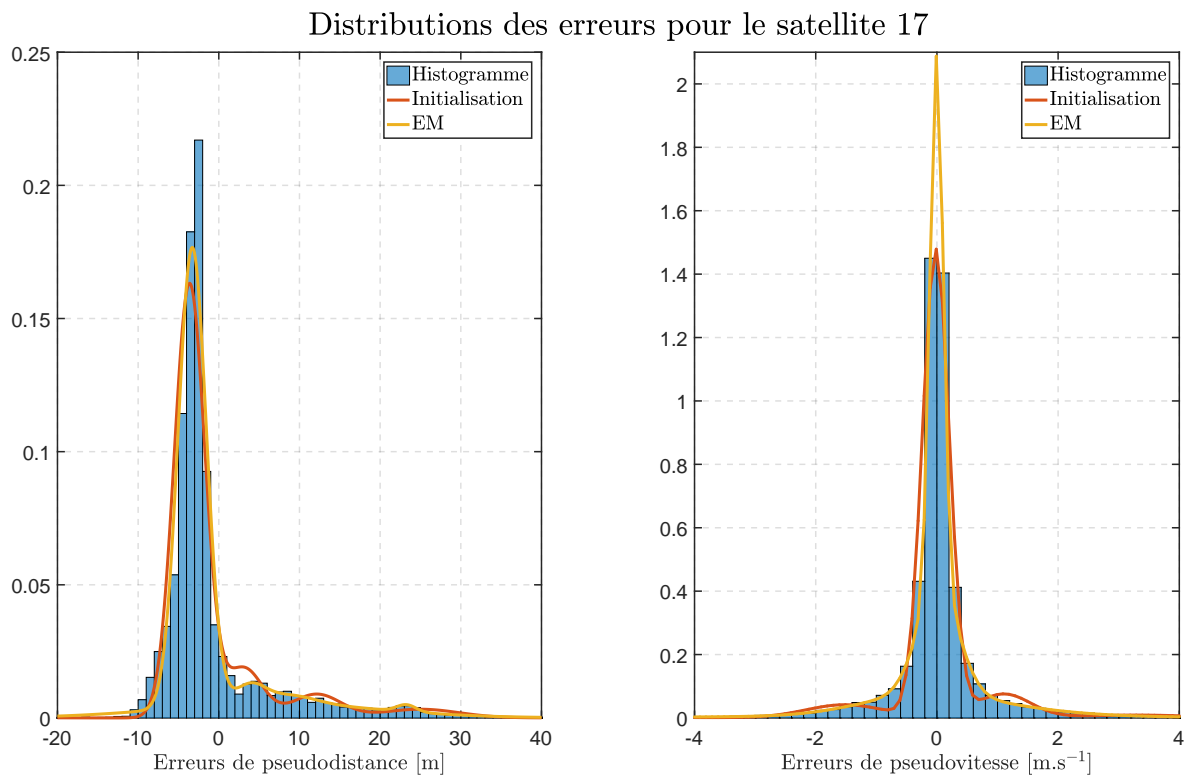 Distributions des erreurs pour le satellite 17
0.25
0.2
0.15
0.1
0.05
0
-20 -10 0 10 20 30 40
Erreurs de pseudodistance [m]
Histogramme
Initialisation
EM
2
1.8
1.6
1.4
1.2
1
0.8
0.6
0.4
0.2
0
-4 -2 0 2 4
Erreurs de pseudovitesse [m.s⁻¹]
Histogramme
Initialisation
EM